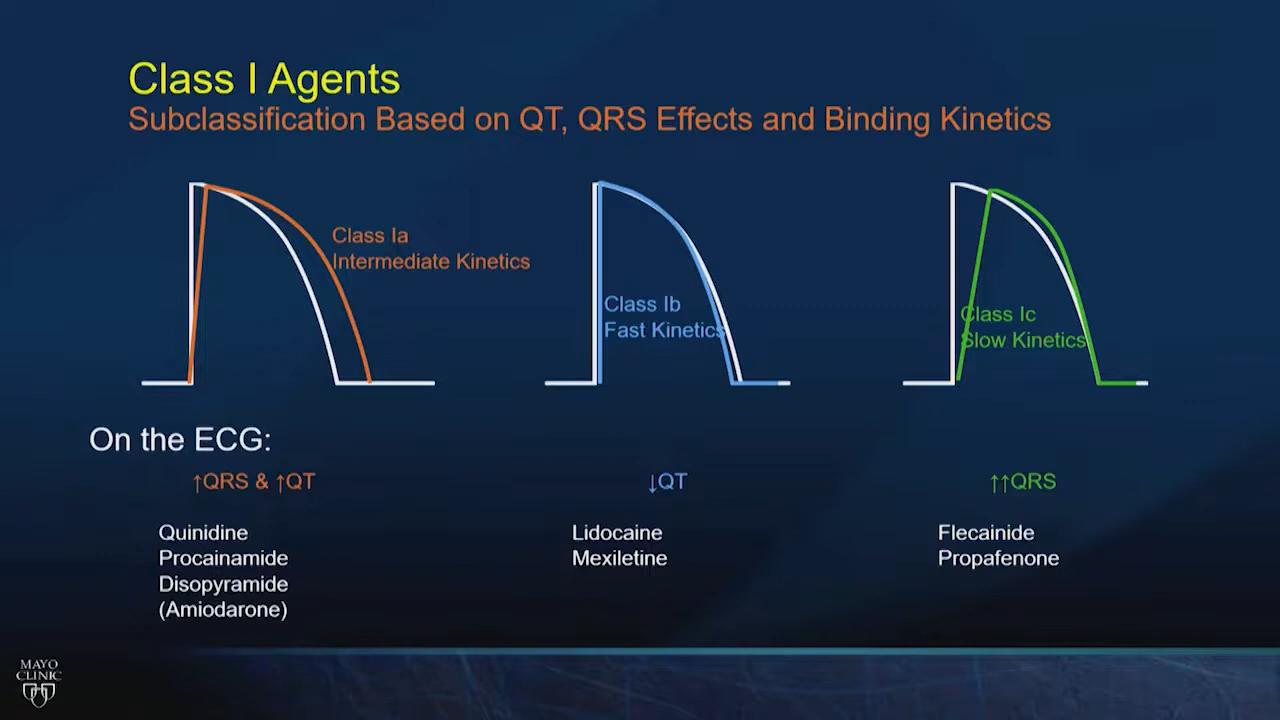 Class I Agents
Subclassification Based on QT, QRS Effects and Binding Kinetics
Class Ia
Intermediate Kinetics
Class Ib
Fast Kinetics
Class Ic
Slow Kinetics
On the ECG:
↑QRS & ↑QT
↓QT
↑↑QRS
Quinidine
Procainamide
Disopyramide
(Amiodarone)
Lidocaine
Mexiletine
Flecainide
Propafenone
MAYO
CLINIC